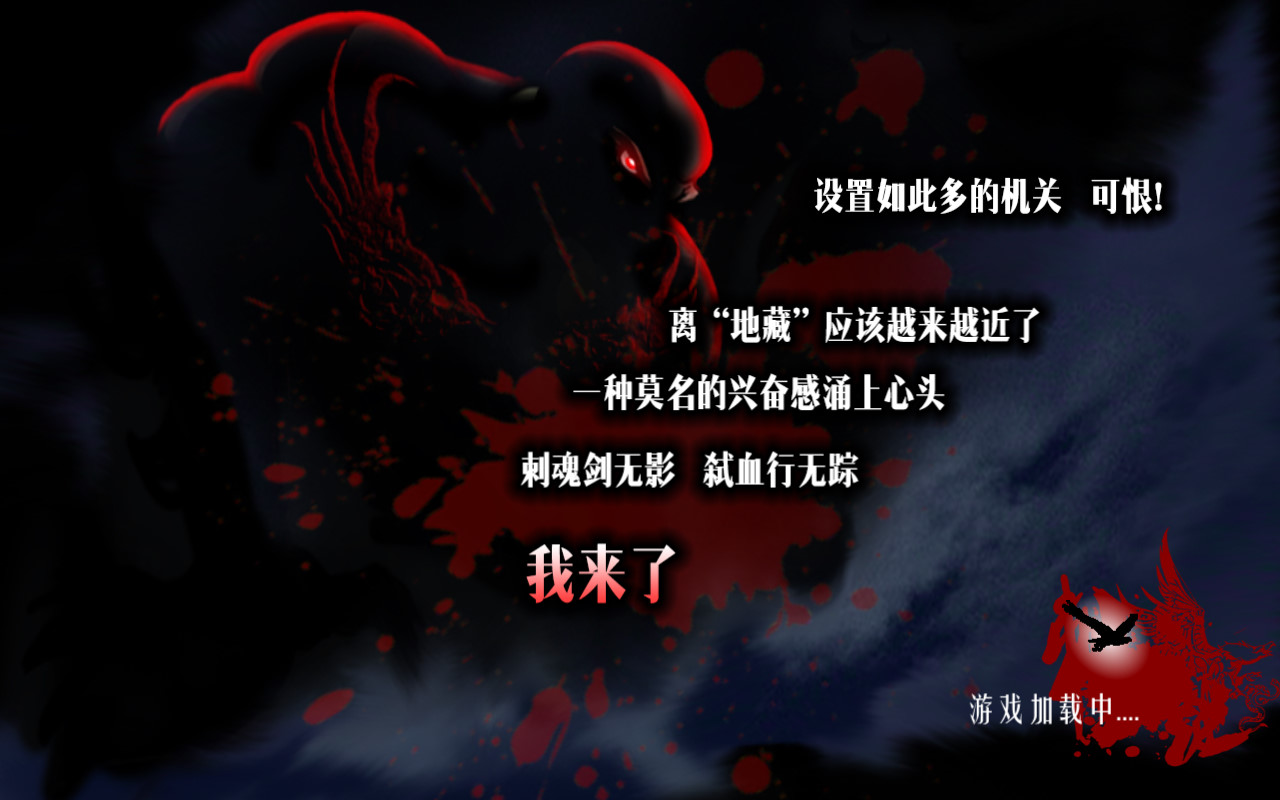 设置如此多的机关 可恨!
离“地藏”应该越来越近了
一种莫名的兴奋感涌上心头
刺魂剑无影 弑血行无踪
我来了
游戏加载中....